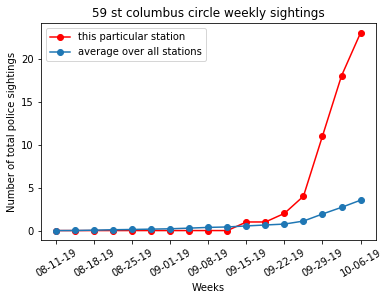 59 st columbus circle weekly sightings
this particular station
average over all stations
Number of total police sightings
20
15
10
5
0
08-11-19
08-18-19
08-25-19
09-01-19
09-08-19
09-15-19
09-22-19
09-29-19
10-06-19
Weeks